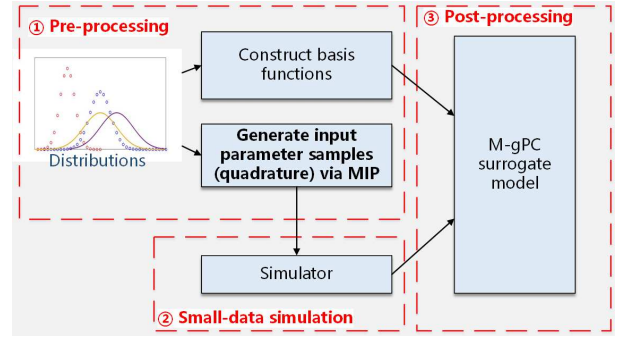 ① Pre-processing
Construct basis
functions
Distributions
Generate input
parameter samples
(quadrature) via MIP
Simulator
② Small-data simulation
③ Post-processing
M-gPC
surrogate
model